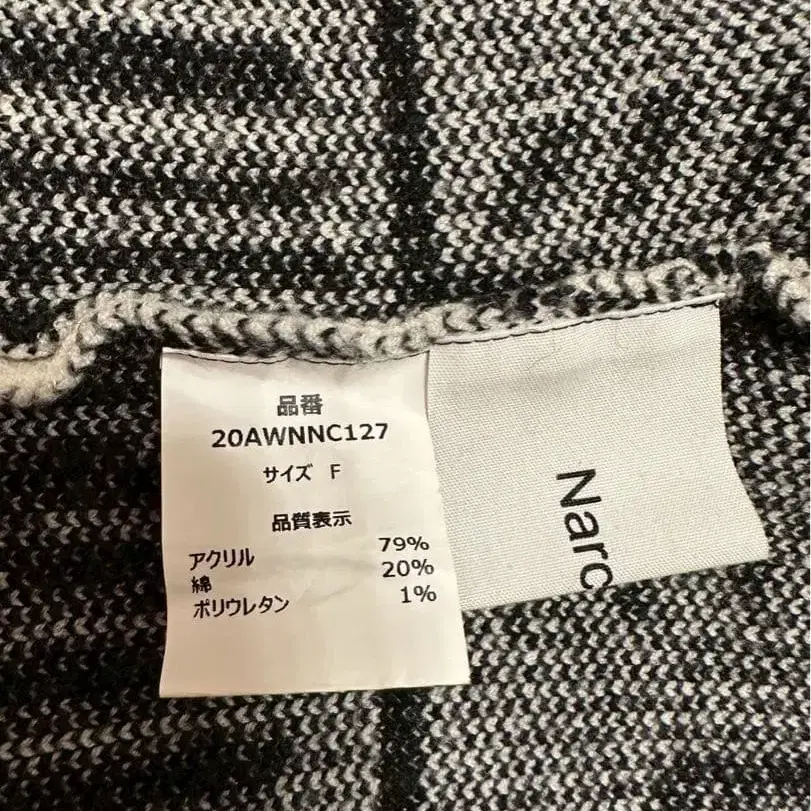 品番
20AWNNC127
サイズ F
品質表示
アクリル 79%
綿 20%
ポリウレタン 1%
Narc